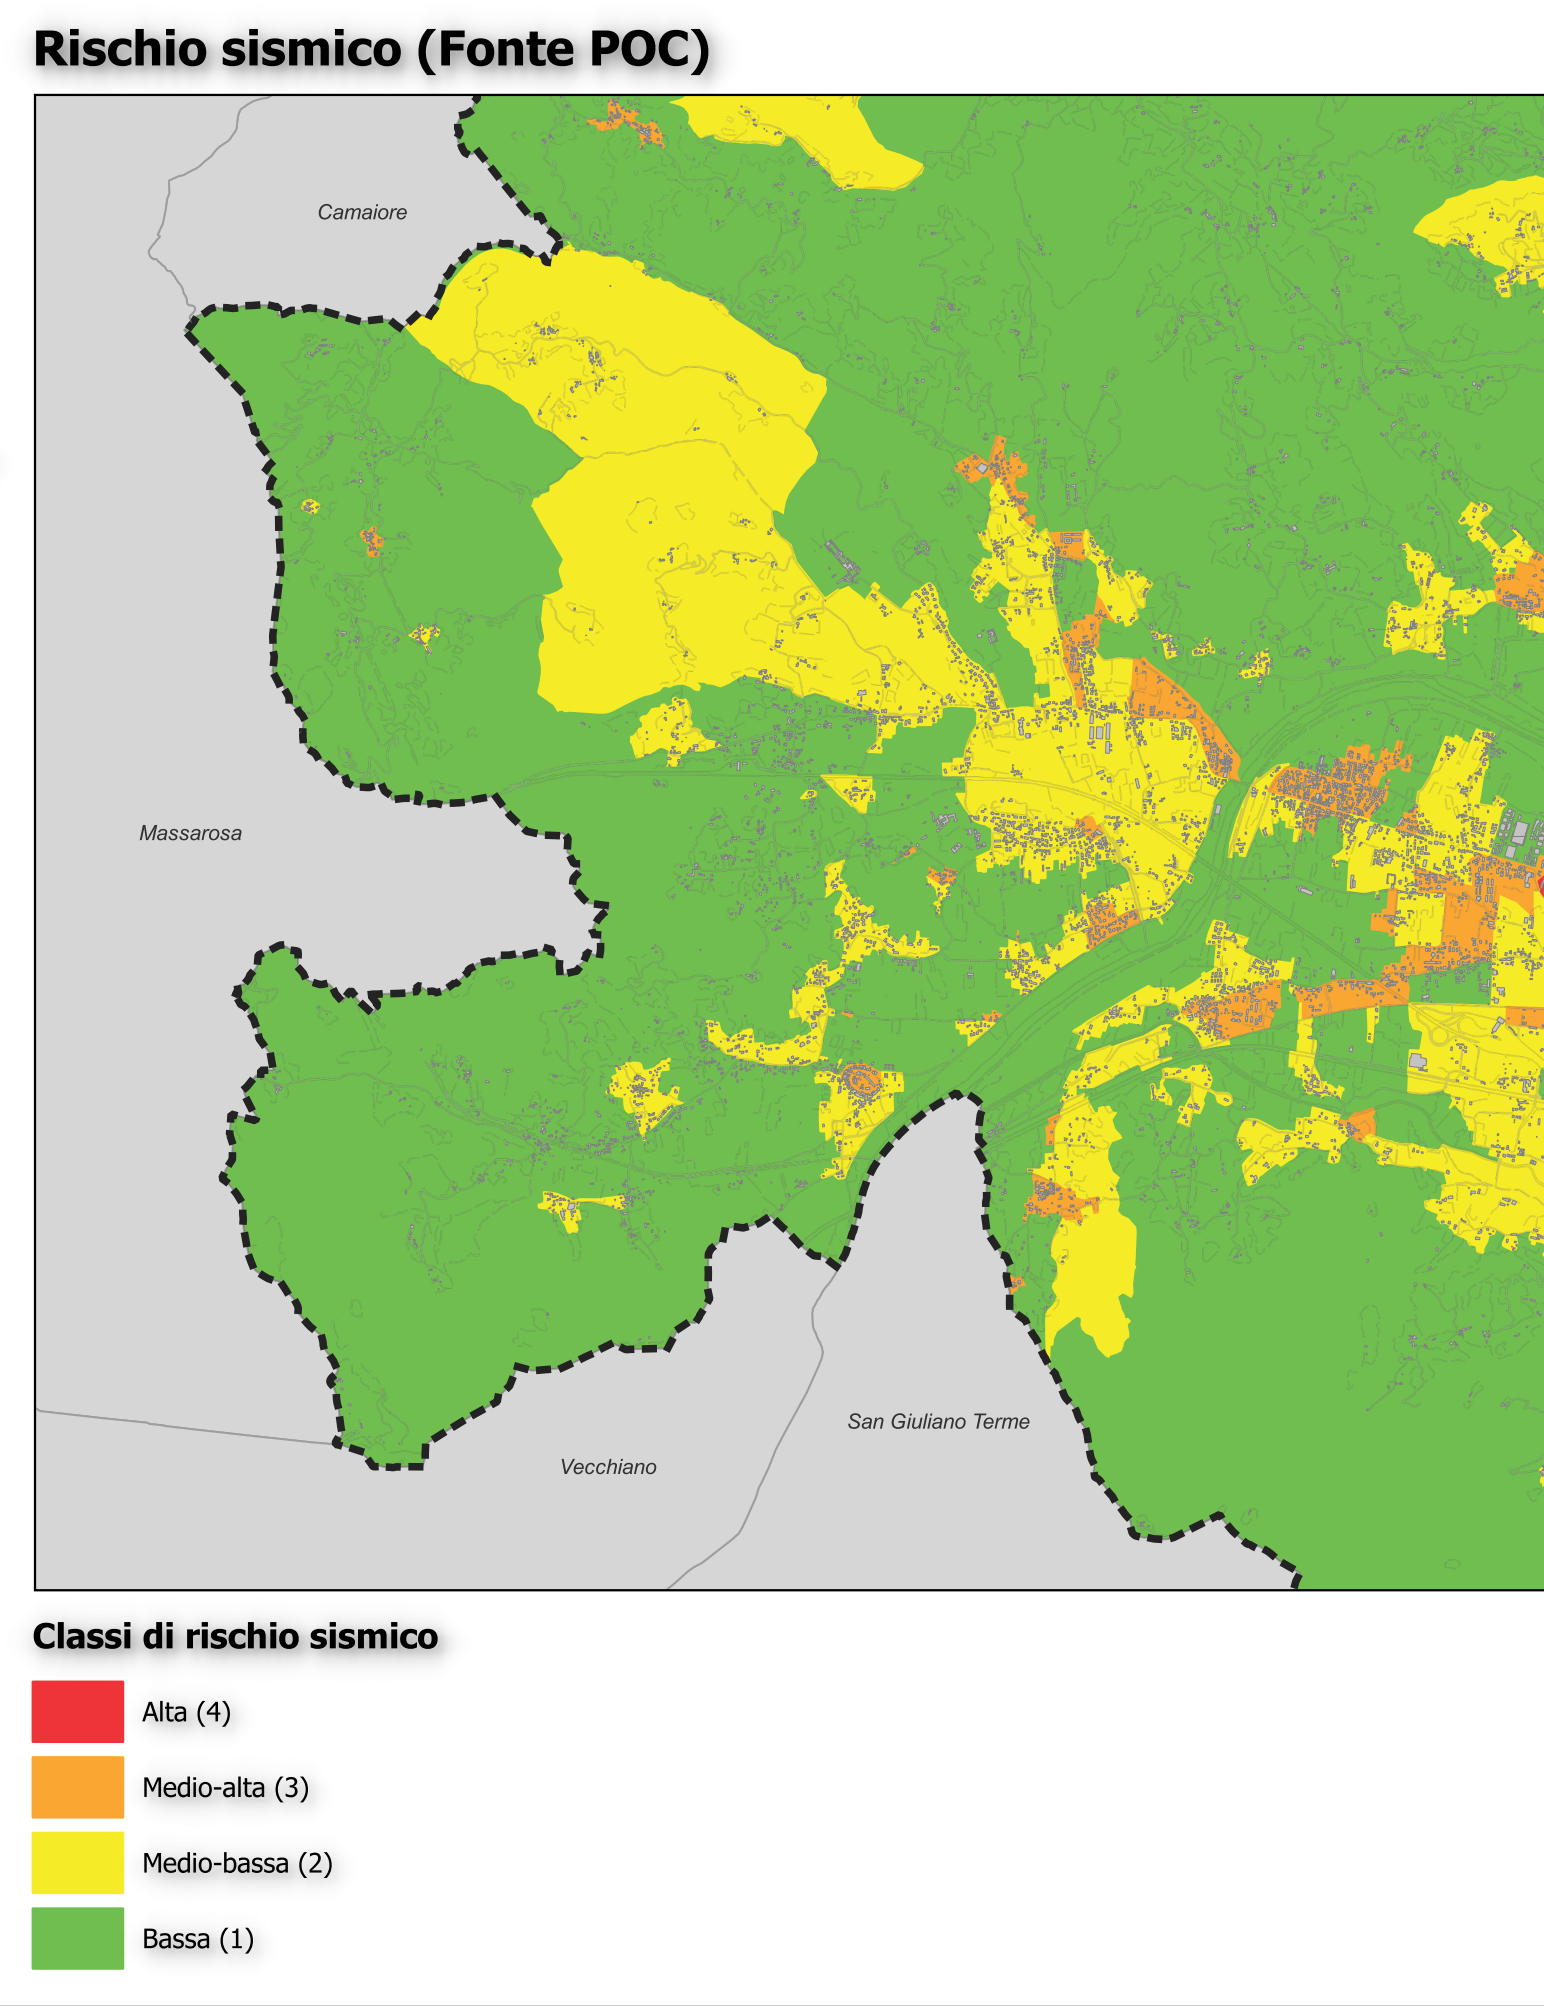 Rischio sismico (Fonte POC)
Camaiore
Massarosa
San Giuliano Terme
Vecchiano
Classi di rischio sismico
Alta (4)
Medio-alta (3)
Medio-bassa (2)
Bassa (1)